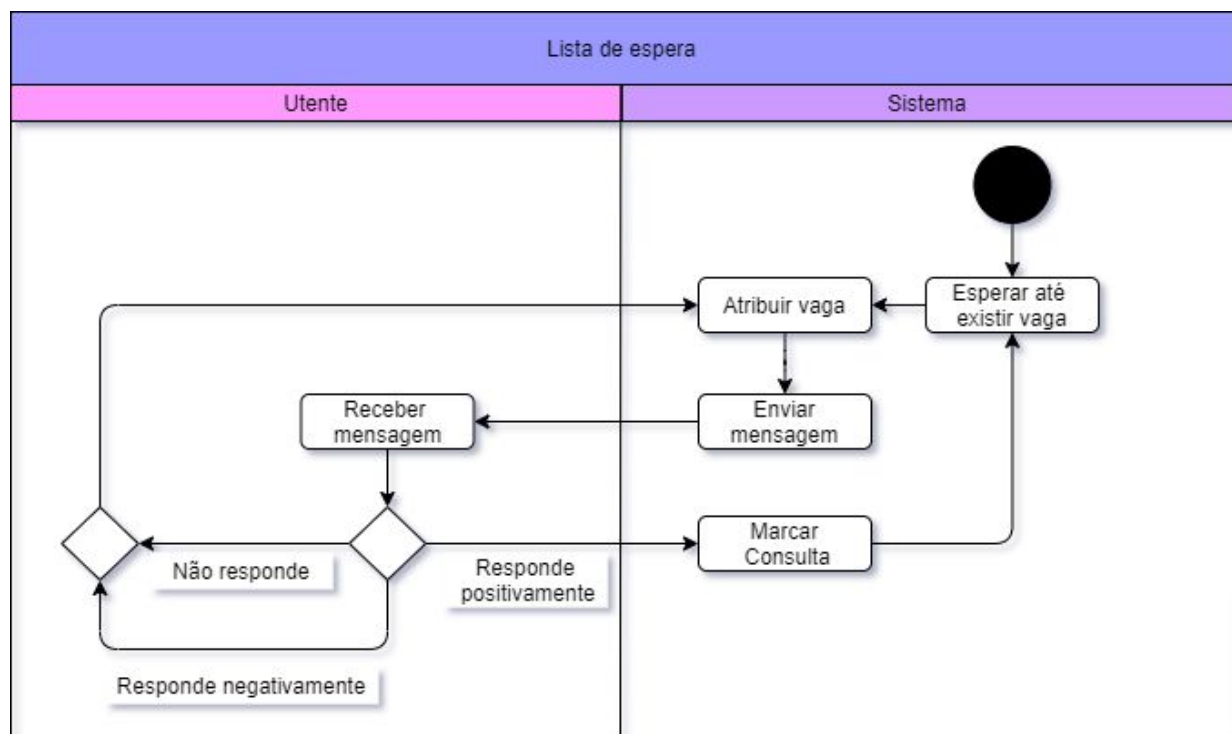 Lista de espera
Utente
Sistema
Atribuir vaga
Esperar até
existir vaga
Receber
mensagem
Enviar
mensagem
Não responde
Responde
positivamente
Marcar
Consulta
Responde negativamente